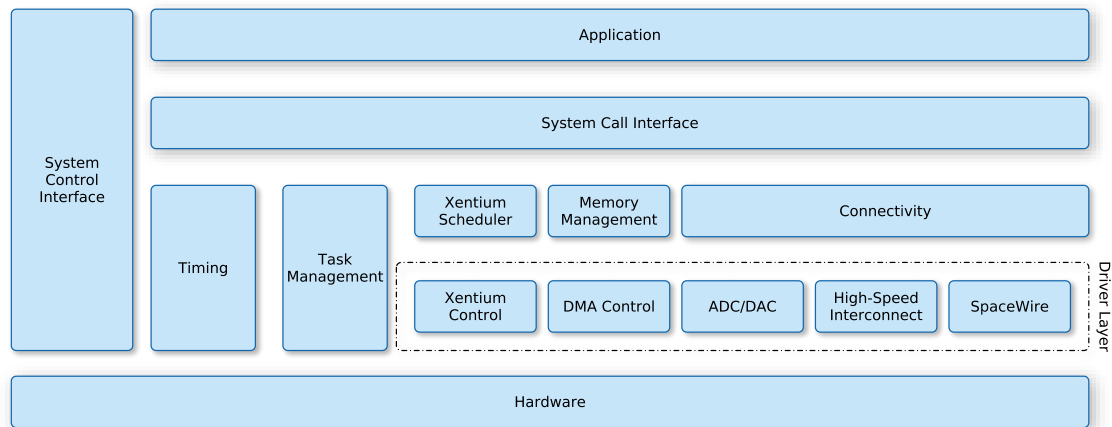 Application
System Call Interface
System
Control
Interface
Xentium
Scheduler
Memory
Management
Connectivity
Timing
Task
Management
Xentium
Control
DMA Control
ADC/DAC
High-Speed
Interconnect
SpaceWire
Driver Layer
Hardware